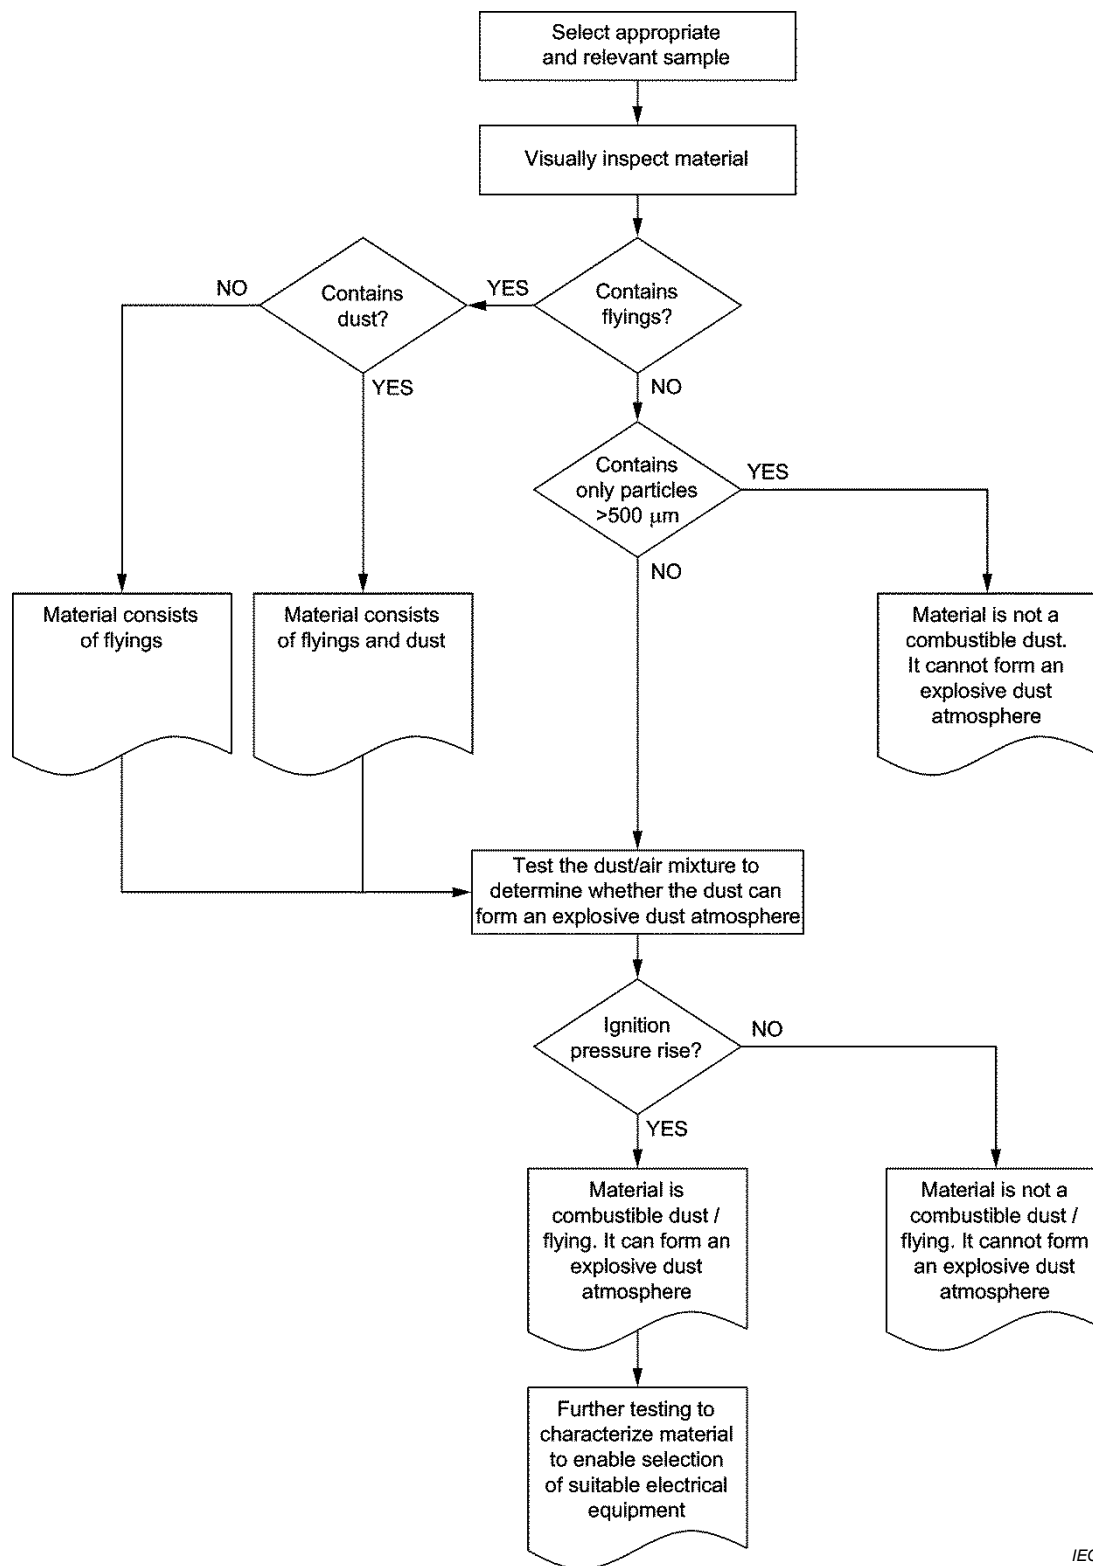 Select appropriate
and relevant sample
Visually inspect material
NO
Contains
dust?
YES
Contains
flyings?
YES
NO
Contains
only particles
>500 μm
YES
NO
Material consists
of flyings
Material consists
of flyings and dust
Material is not a
combustible dust.
It cannot form an
explosive dust
atmosphere
Test the dust/air mixture to
determine whether the dust can
form an explosive dust atmosphere
Ignition
pressure rise?
NO
YES
Material is
combustible dust /
flying. It can form an
explosive dust
atmosphere
Material is not a
combustible dust /
flying. It cannot form
an explosive dust
atmosphere
Further testing to
characterize material
to enable selection
of suitable electrical
equipment
IEC